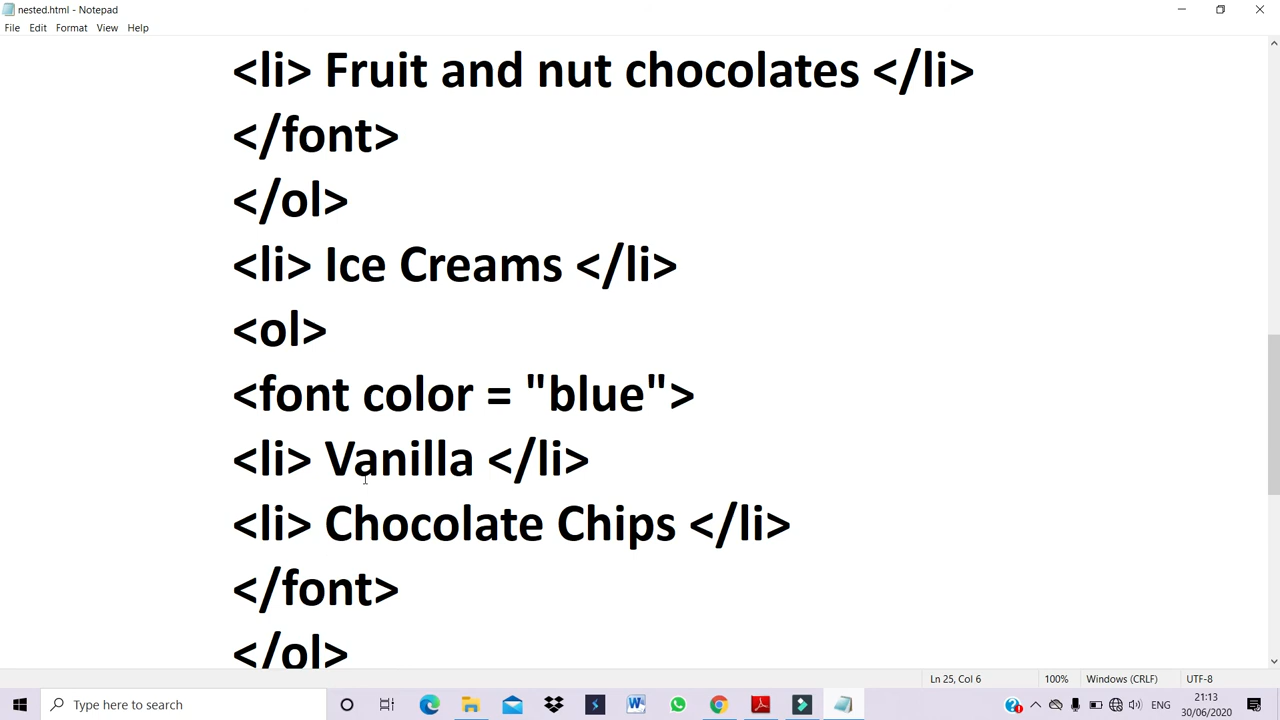 nested.html - Notepad
File Edit Format View Help
<li> Fruit and nut chocolates </li>
</font>
</ol>
<li> Ice Creams </li>
<ol>
<font color = "blue">
<li> Vanilla </li>
<li> Chocolate Chips </li>
</font>
</ol>
Ln 25, Col 6 100% Windows (CRLF) UTF-8
Type here to search
ENG
1:13
30/06/2020